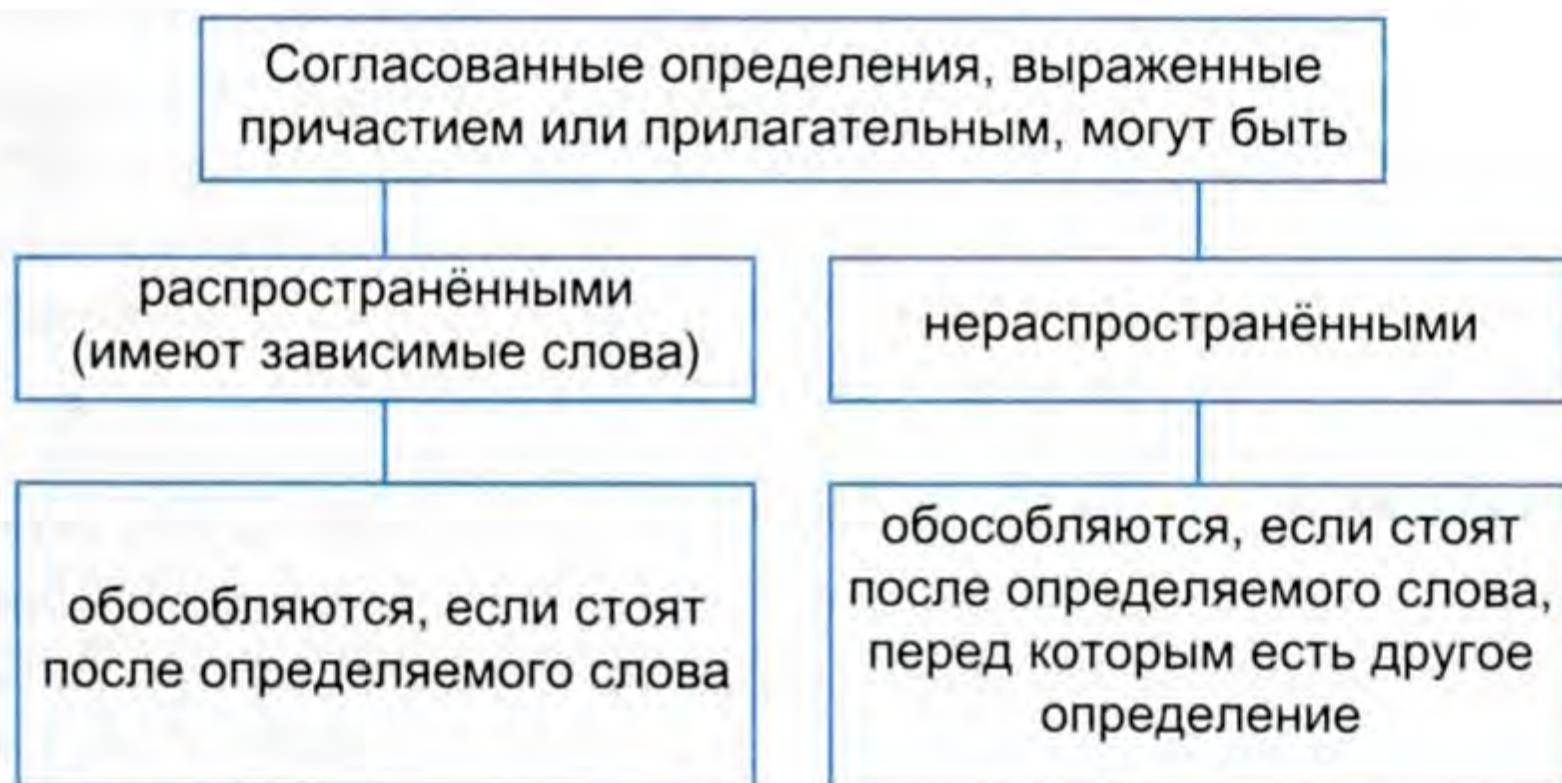 Согласованные определения, выраженные
причастием или прилагательным, могут быть
распространёнными
(имеют зависимые слова)
нераспространёнными
обособляются, если стоят
после определяемого слова
обособляются, если стоят
после определяемого слова,
перед которым есть другое
определение